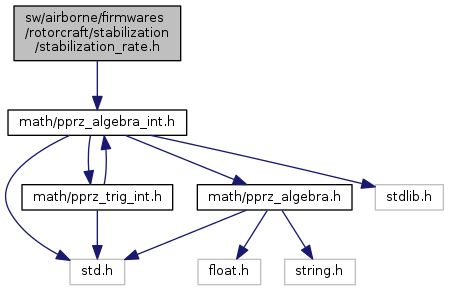 sw/airborne/firmwares
/rotorcraft/stabilization
/stabilization_rate.h
math/pprz_algebra_int.h
math/pprz_trig_int.h
math/pprz_algebra.h
stdlib.h
std.h
float.h
string.h